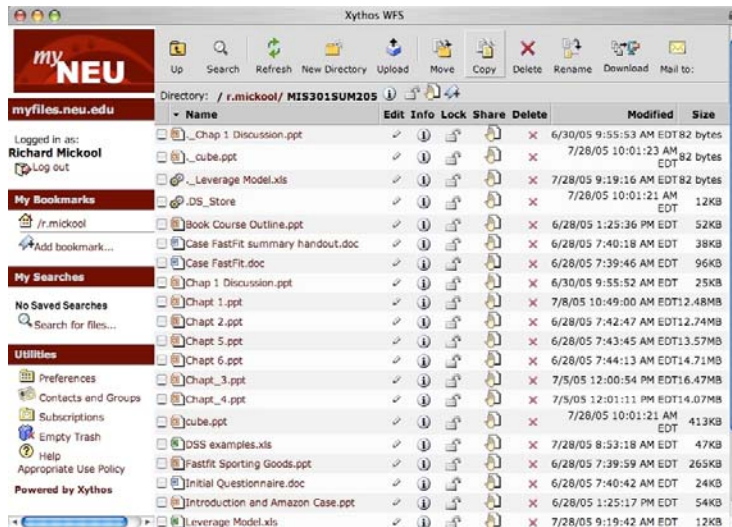 Xythos WFS
my
NEU
Up Search Refresh New Directory Upload Move Copy Delete Rename Download Mail to:
myfiles.neu.edu
Logged in as:
Richard Mickool
Log out
My Bookmarks
/r.mickool
Add bookmark...
My Searches
No Saved Searches
Search for files...
Utilities
Preferences
Contacts and Groups
Subscriptions
Empty Trash
Help
Appropriate Use Policy
Powered by Xythos
Directory: / r.mickool/ MIS301SUM205
Name Edit Info Lock Share Delete Modified Size
._Chap 1 Discussion.ppt 6/30/05 9:55:53 AM EDT 82 bytes
._cube.ppt 7/28/05 10:01:23 AM EDT 82 bytes
._Leverage Model.xls 7/28/05 9:19:16 AM EDT 82 bytes
.DS_Store 7/28/05 10:01:21 AM EDT 12KB
Book Course Outline.ppt 6/28/05 1:25:36 PM EDT 52KB
Case FastFit summary handout.doc 6/28/05 7:40:18 AM EDT 38KB
Case FastFit.doc 6/28/05 7:39:46 AM EDT 96KB
Chap 1 Discussion.ppt 6/30/05 9:55:52 AM EDT 25KB
Chapt 1.ppt 7/8/05 10:49:00 AM EDT 12.48MB
Chapt 2.ppt 6/28/05 7:42:47 AM EDT 12.74MB
Chapt 5.ppt 6/28/05 7:43:45 AM EDT 13.57MB
Chapt 6.ppt 6/28/05 7:44:13 AM EDT 14.71MB
Chapt_3.ppt 7/5/05 12:00:54 PM EDT 16.47MB
Chapt_4.ppt 7/5/05 12:01:11 PM EDT 14.07MB
cube.ppt 7/28/05 10:01:21 AM EDT 413KB
DSS examples.xls 7/28/05 8:53:18 AM EDT 47KB
Fastfit Sporting Goods.ppt 6/28/05 7:39:59 AM EDT 265KB
Initial Questionnaire.doc 6/28/05 7:40:42 AM EDT 24KB
Introduction and Amazon Case.ppt 6/28/05 1:25:17 PM EDT 54KB
Leverage Model.xls 7/28/05 9:19:42 AM EDT 12KB